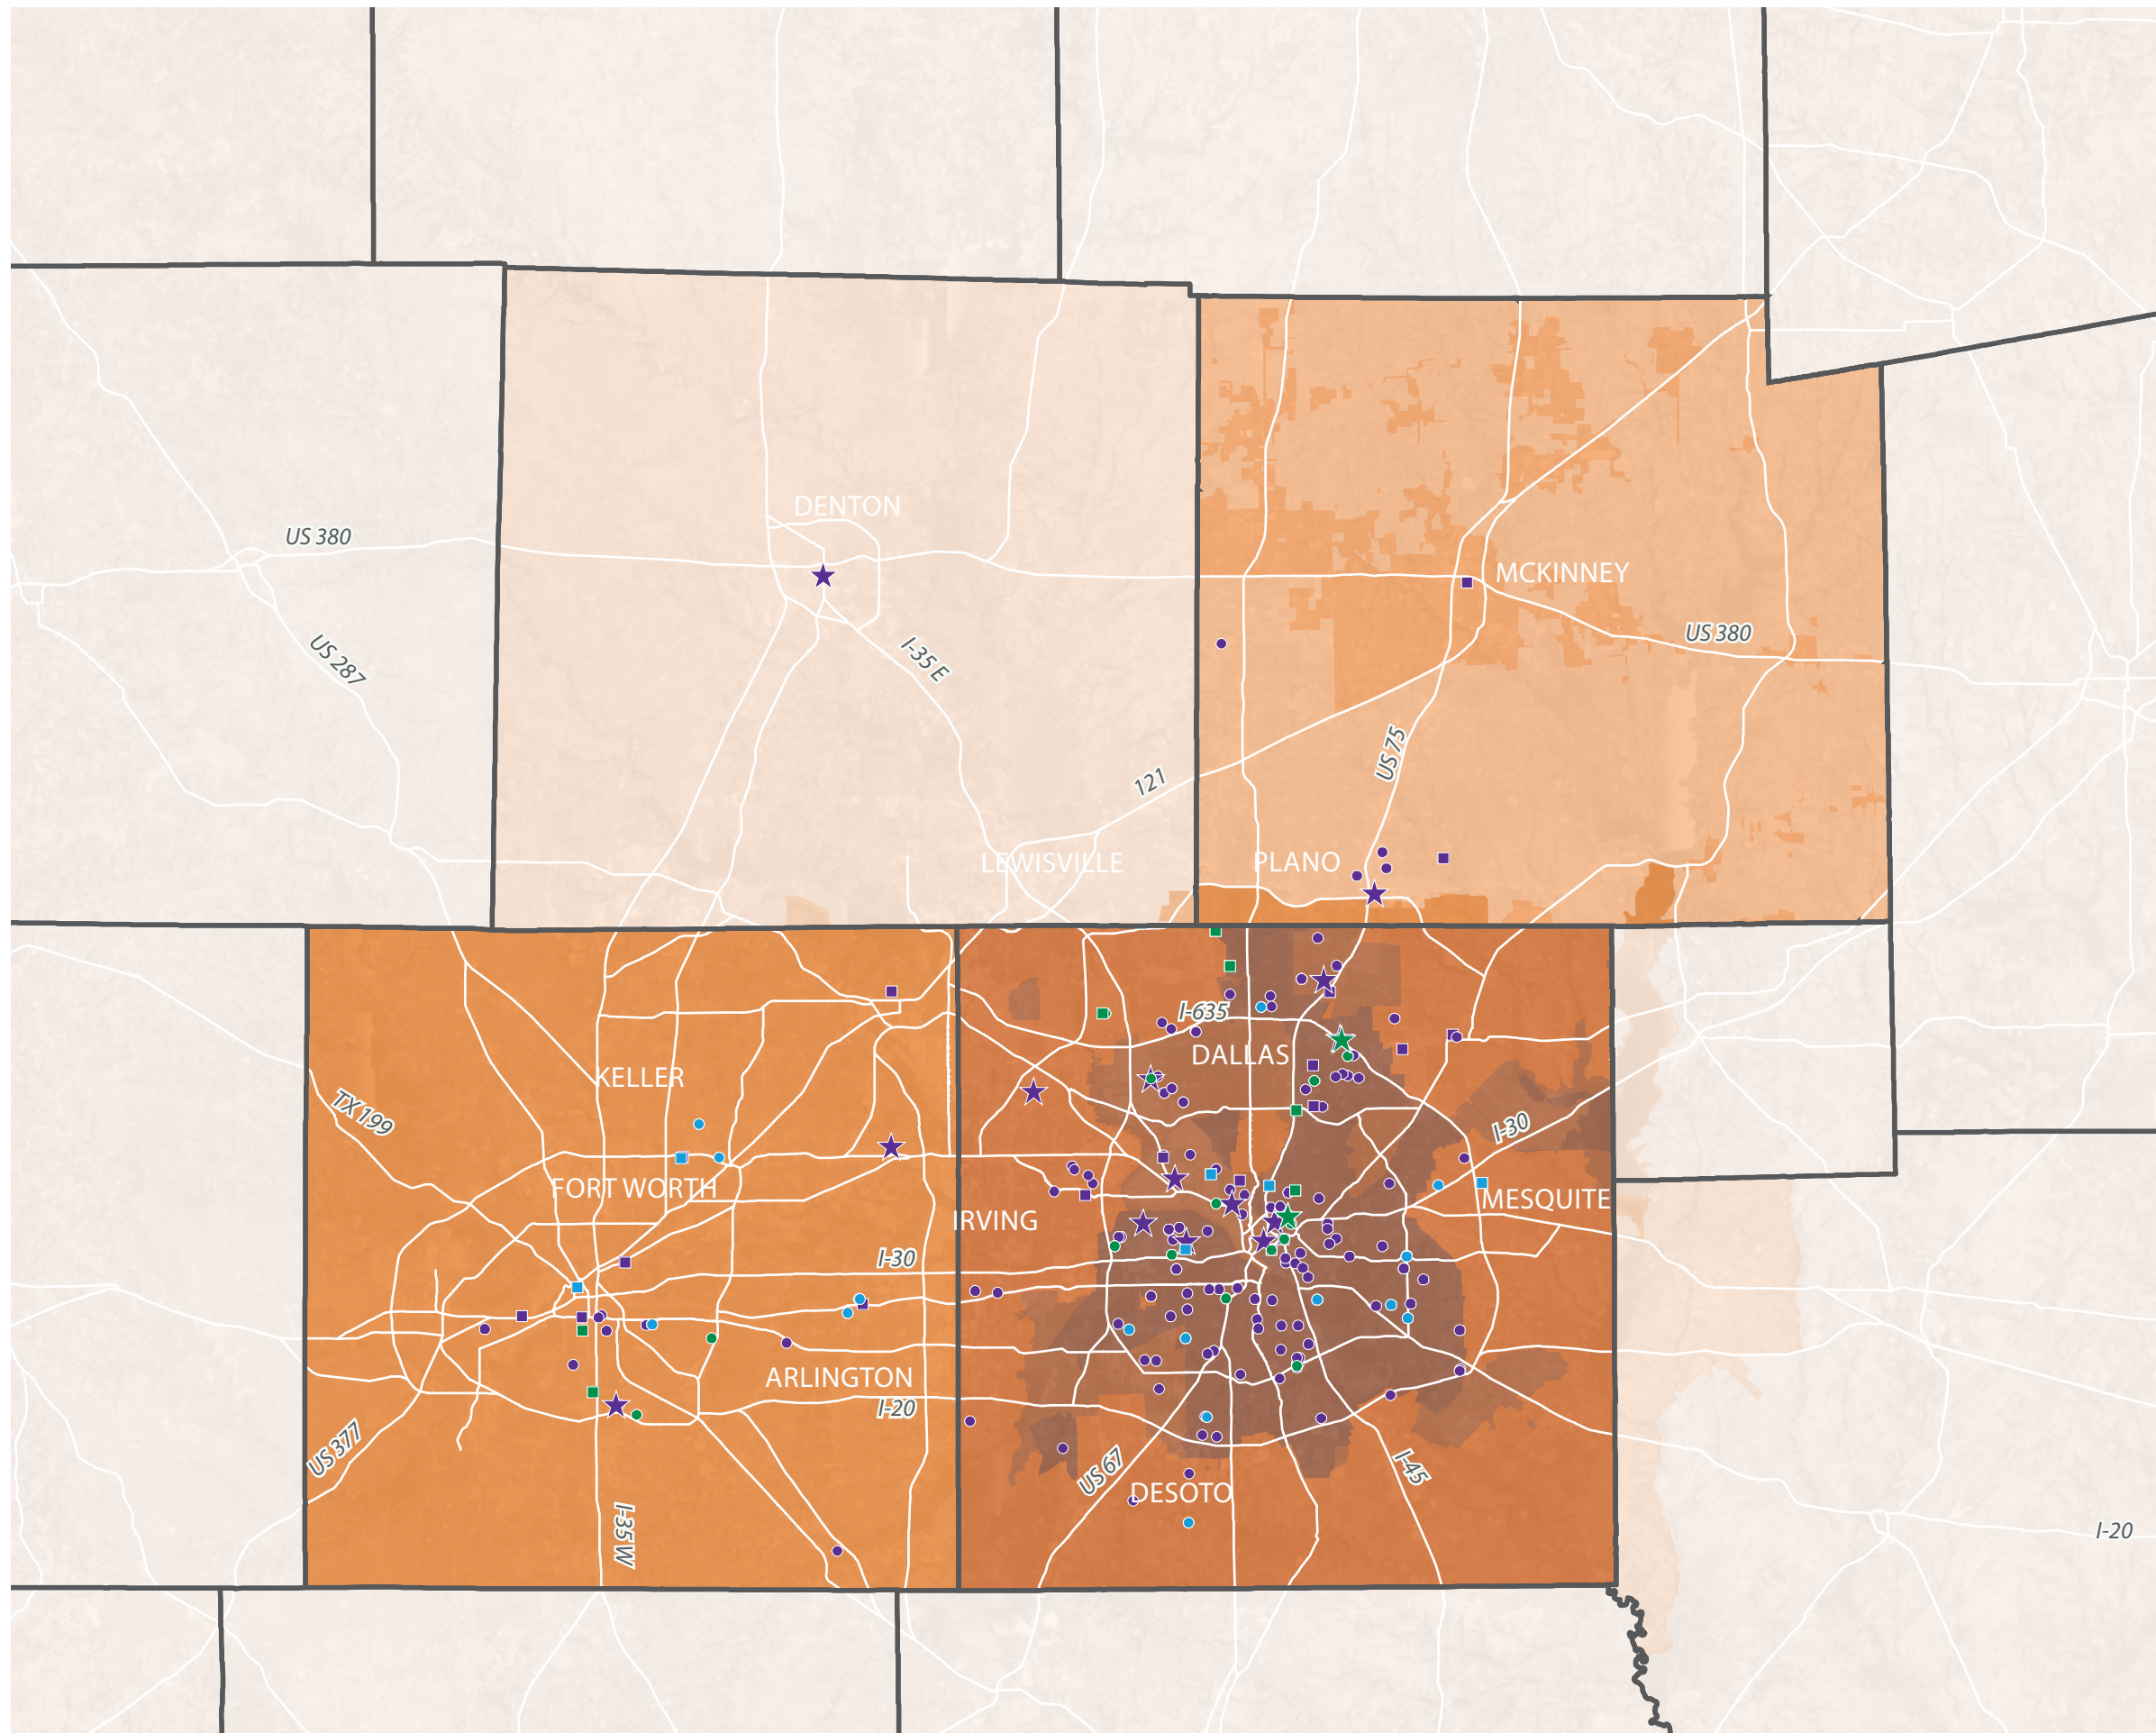 DENTON
US 380
MCKINNEY
US 380
US 287
I-35 E
US 75
121
LEWISVILLE
PLANO
I-635
DALLAS
KELLER
TX 199
I-30
FORT WORTH
MESQUITE
IRVING
I-30
ARLINGTON
I-20
US 377
US 67
I-45
DESOTO
I-35W
I-20